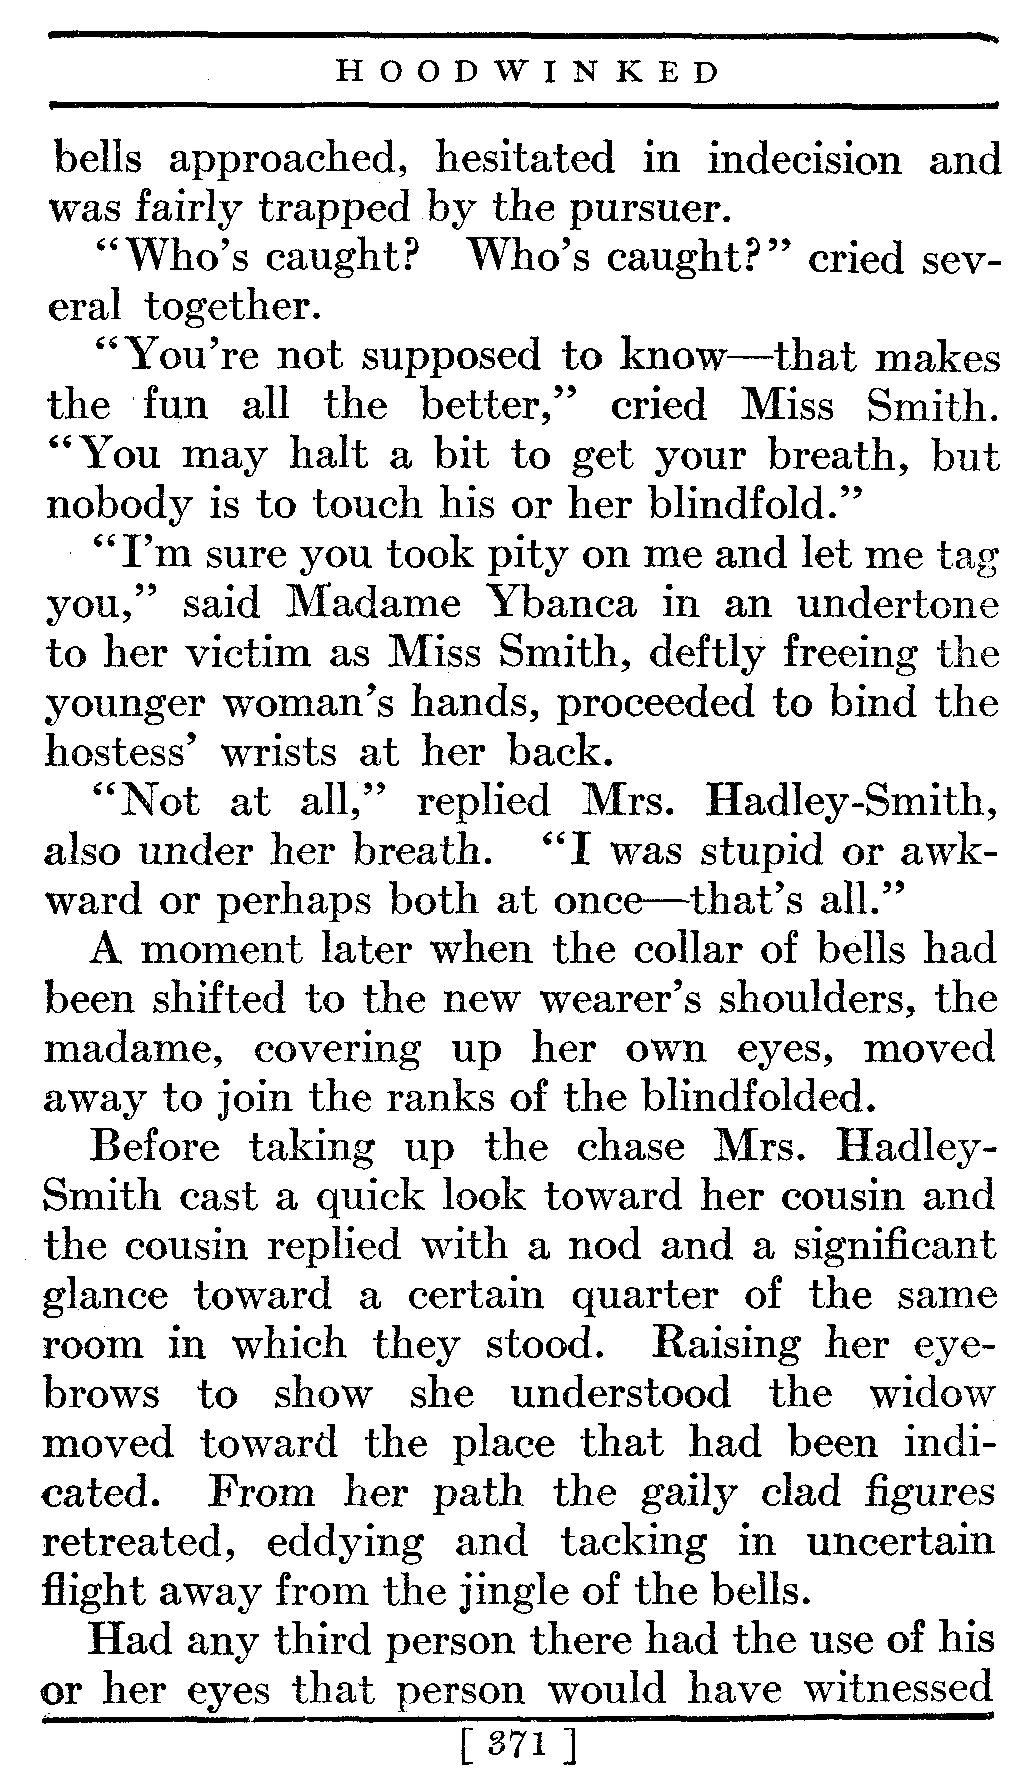 HOODWINKED
bells approached, hesitated in indecision and
was fairly trapped by the pursuer.
"Who's caught? Who's caught?" cried sev-
eral together.
"You're not supposed to know—that makes
the fun all the better," cried Miss Smith.
"You may halt a bit to get your breath, but
nobody is to touch his or her blindfold."
"I'm sure you took pity on me and let me tag
you," said Madame Ybanca in an undertone
to her victim as Miss Smith, deftly freeing the
younger woman's hands, proceeded to bind the
hostess' wrists at her back.
"Not at all," replied Mrs. Hadley-Smith,
also under her breath. "I was stupid or awk-
ward or perhaps both at once—that's all."
A moment later when the collar of bells had
been shifted to the new wearer's shoulders, the
madame, covering up her own eyes, moved
away to join the ranks of the blindfolded.
Before taking up the chase Mrs. Hadley-
Smith cast a quick look toward her cousin and
the cousin replied with a nod and a significant
glance toward a certain quarter of the same
room in which they stood. Raising her eye-
brows to show she understood the widow
moved toward the place that had been indi-
cated. From her path the gaily clad figures
retreated, eddying and tacking in uncertain
flight away from the jingle of the bells.
Had any third person there had the use of his
or her eyes that person would have witnessed
[ 371 ]